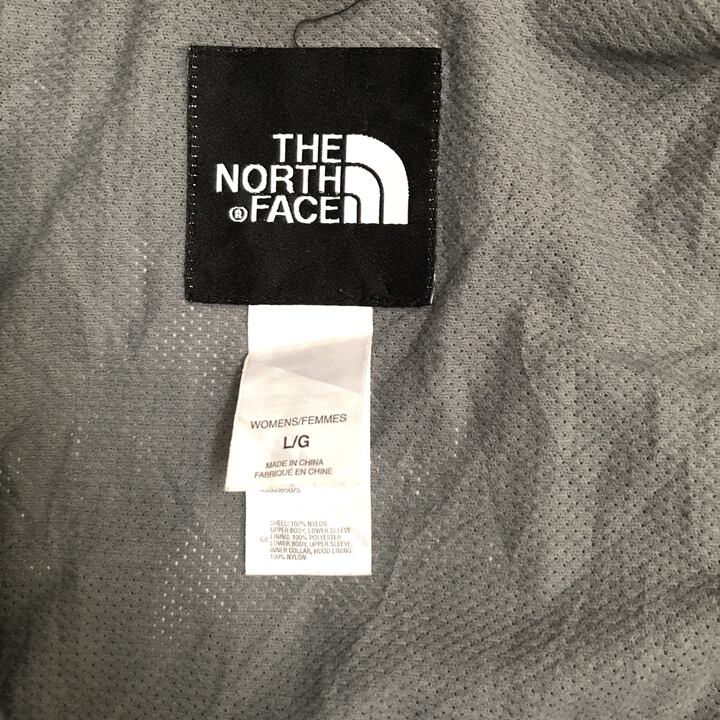 THE
NORTH
® FACE
WOMENS/FEMMES
L/G
MADE IN CHINA
FABRIQUÉ EN CHINE
SHELL: 100% NYLON
UPPER BODY, LOWER SLEEVE
GB LINING: 100% POLYESTER
LOWER BODY, UPPER SLEEVE,
INNER COLLAR, HOOD LINING:
100% NYLON